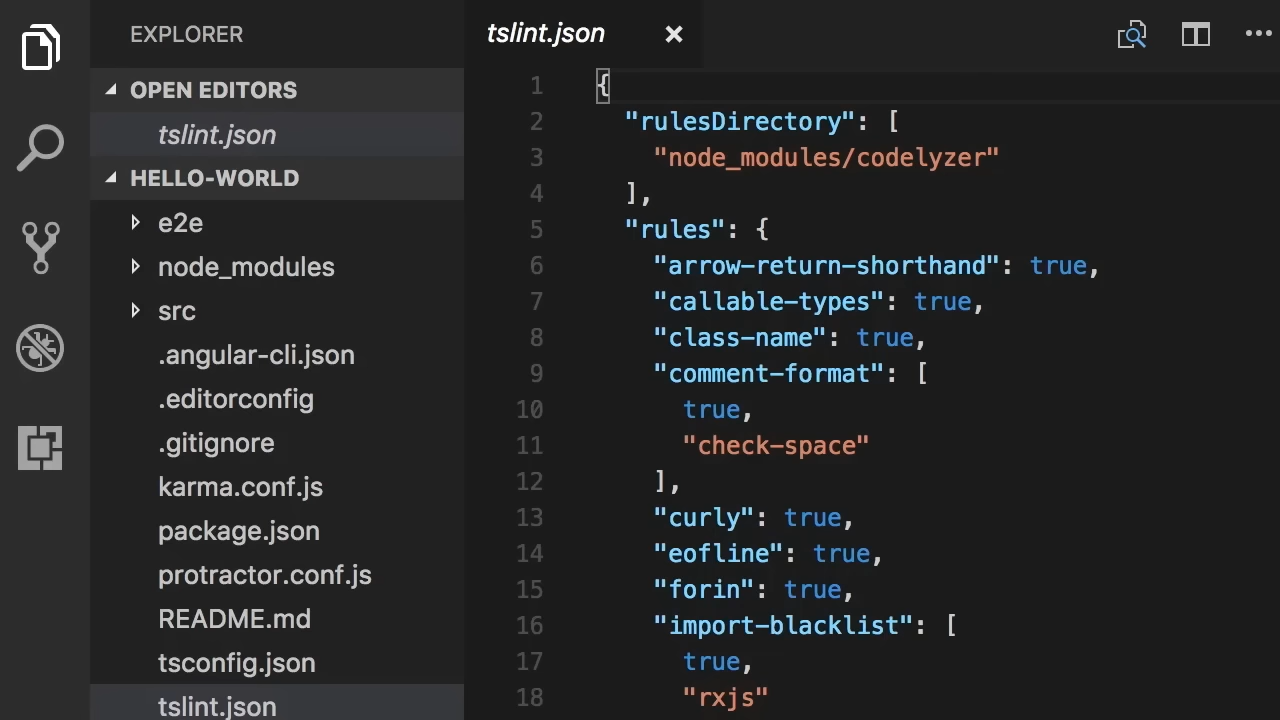 EXPLORER
OPEN EDITORS
tslint.json
HELLO-WORLD
e2e
node_modules
src
.angular-cli.json
.editorconfig
.gitignore
karma.conf.js
package.json
protractor.conf.js
README.md
tsconfig.json
tslint.json
tslint.json
1 {
2 "rulesDirectory": [
3 "node_modules/codelyzer"
4 ],
5 "rules": {
6 "arrow-return-shorthand": true,
7 "callable-types": true,
8 "class-name": true,
9 "comment-format": [
10 true,
11 "check-space"
12 ],
13 "curly": true,
14 "eofline": true,
15 "forin": true,
16 "import-blacklist": [
17 true,
18 "rxjs"